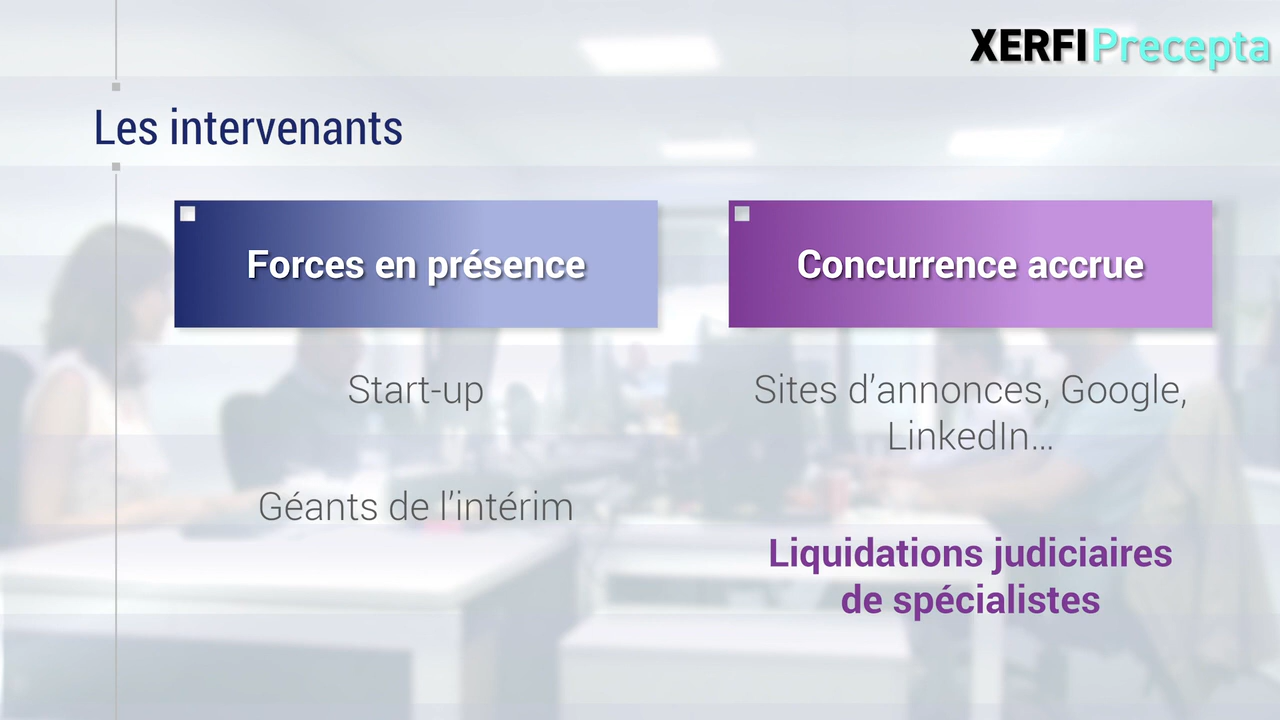 XERFI Precepta
Les intervenants
Forces en présence
Start-up
Géants de l’intérim
Concurrence accrue
Sites d’annonces, Google,
LinkedIn...
Liquidations judiciaires
de spécialistes